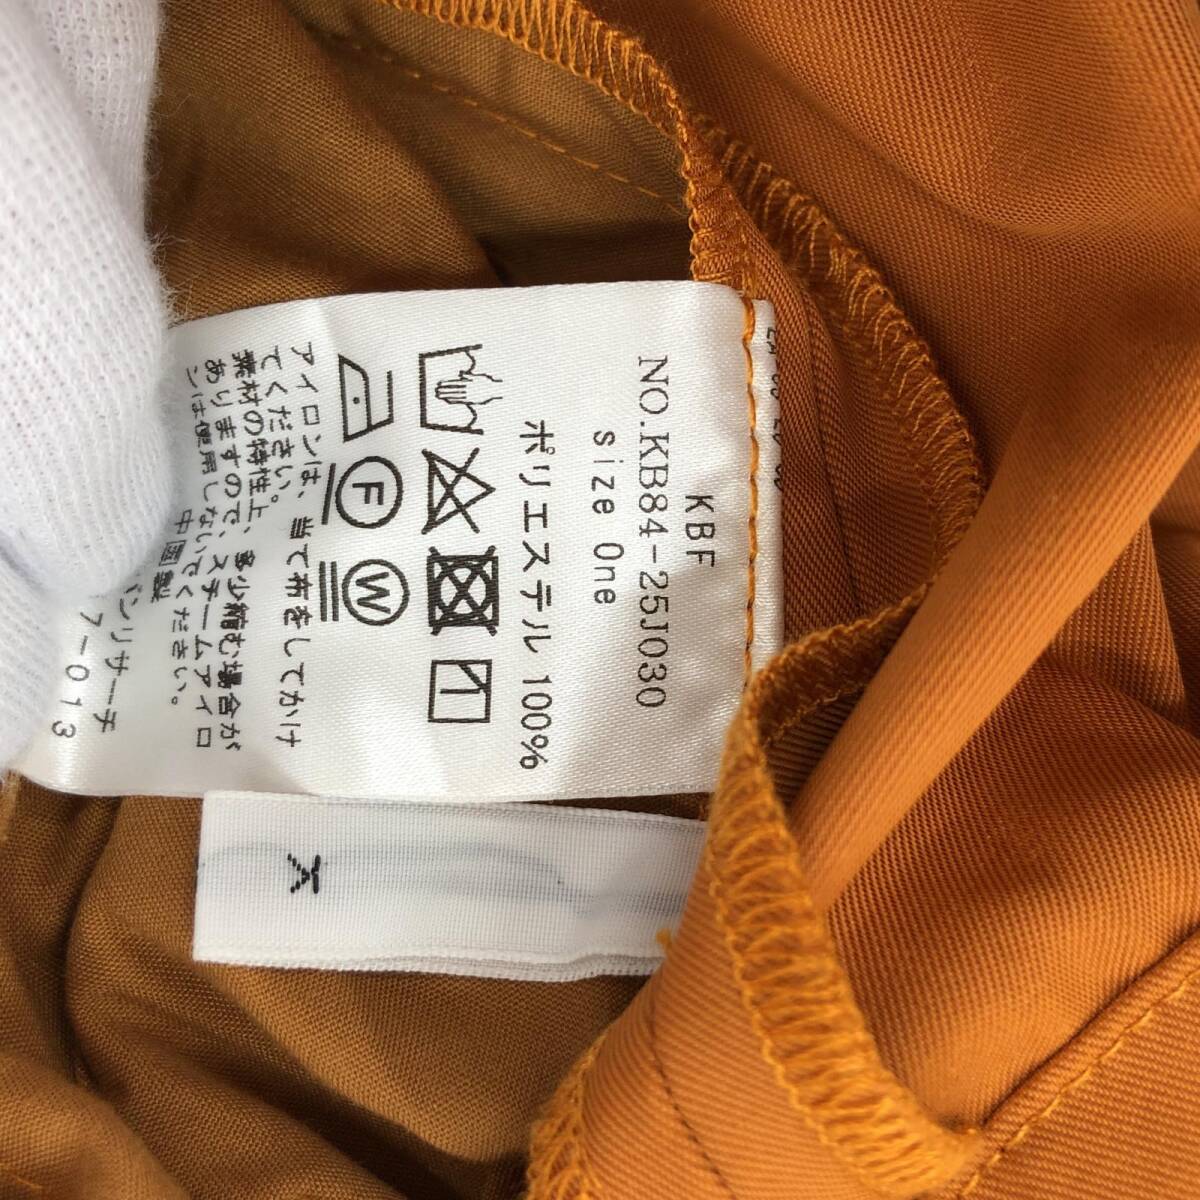 KBF
NO.KB84-25J030
size One
ポリエステル 100%
F
W
アイロンは、当て布をしてかけ
てください。
素材の特性上、多少縮む場合が
ありますので、スチームアイロ
ンは使用しないでください。
中国製
バンリサーチ
7-013
K